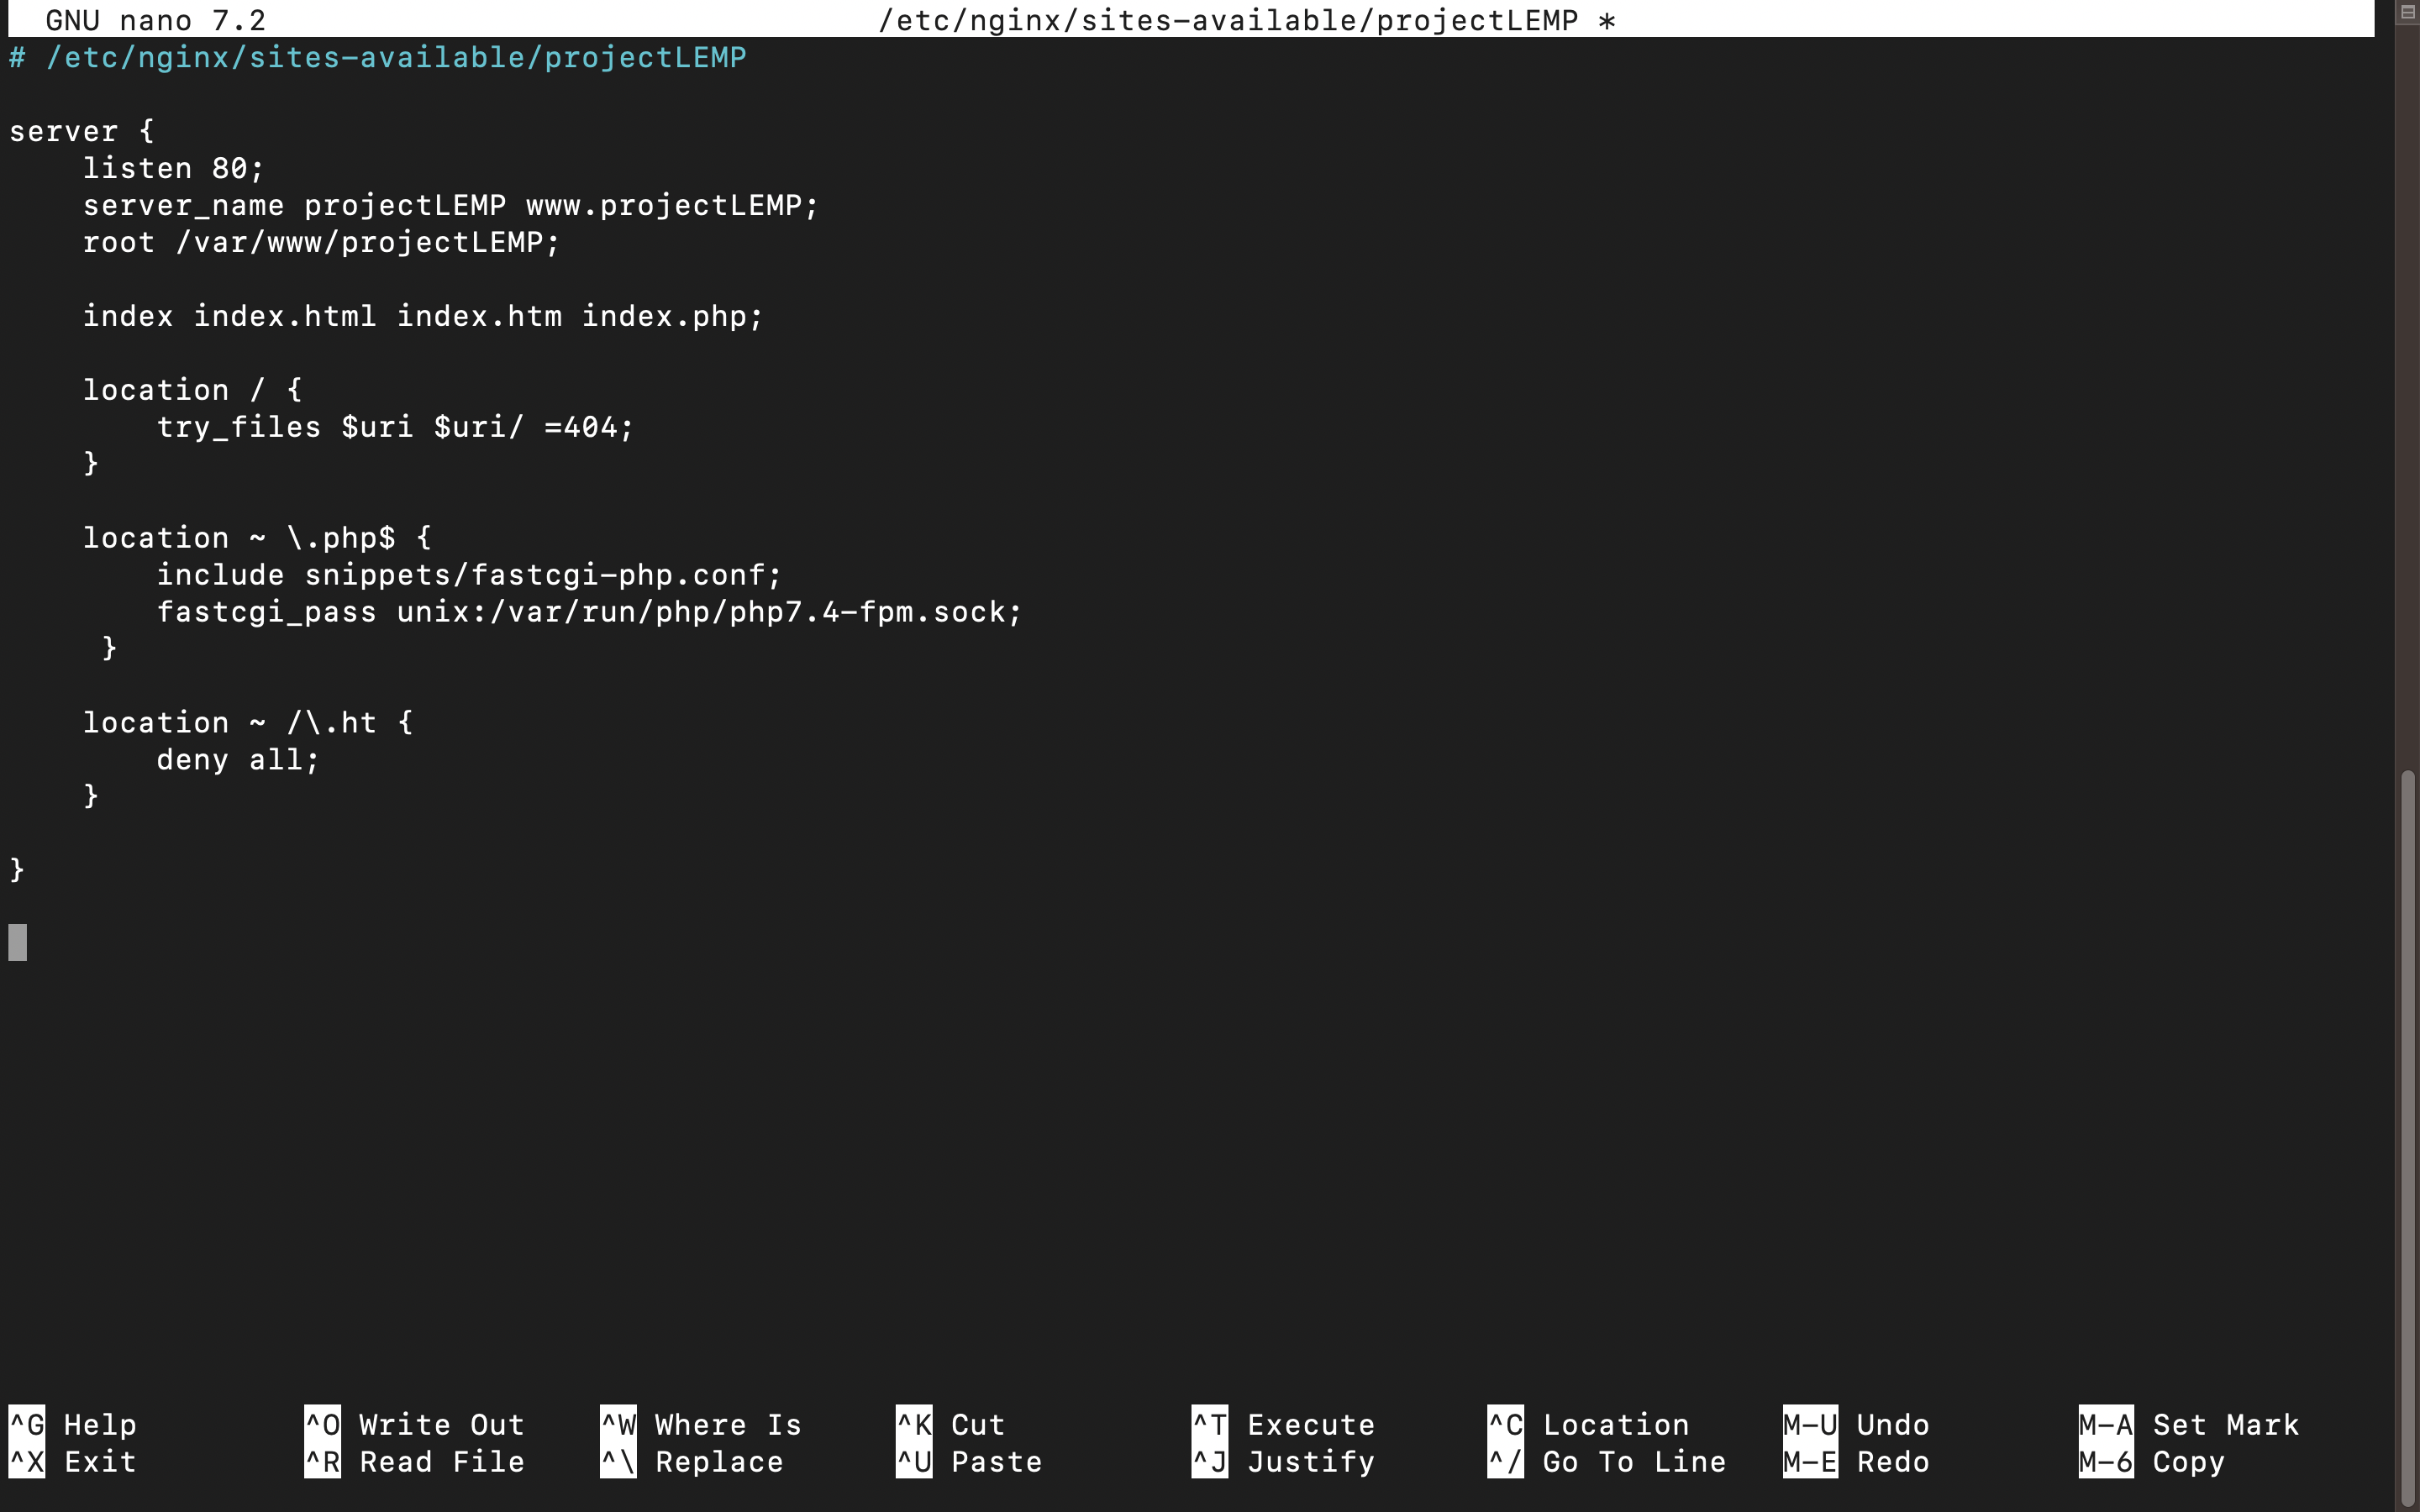 GNU nano 7.2 /etc/nginx/sites-available/projectLEMP *
# /etc/nginx/sites-available/projectLEMP
server {
    listen 80;
    server_name projectLEMP www.projectLEMP;
    root /var/www/projectLEMP;
    index index.html index.htm index.php;
    location / {
        try_files $uri $uri/ =404;
    }
    location ~ \.php$ {
        include snippets/fastcgi-php.conf;
        fastcgi_pass unix:/var/run/php/php7.4-fpm.sock;
     }
    location ~ /\.ht {
        deny all;
    }
}
^G Help ^O Write Out ^W Where Is ^K Cut ^T Execute ^C Location M-U Undo M-A Set Mark
^X Exit ^R Read File ^\ Replace ^U Paste ^J Justify ^/ Go To Line M-E Redo M-6 Copy